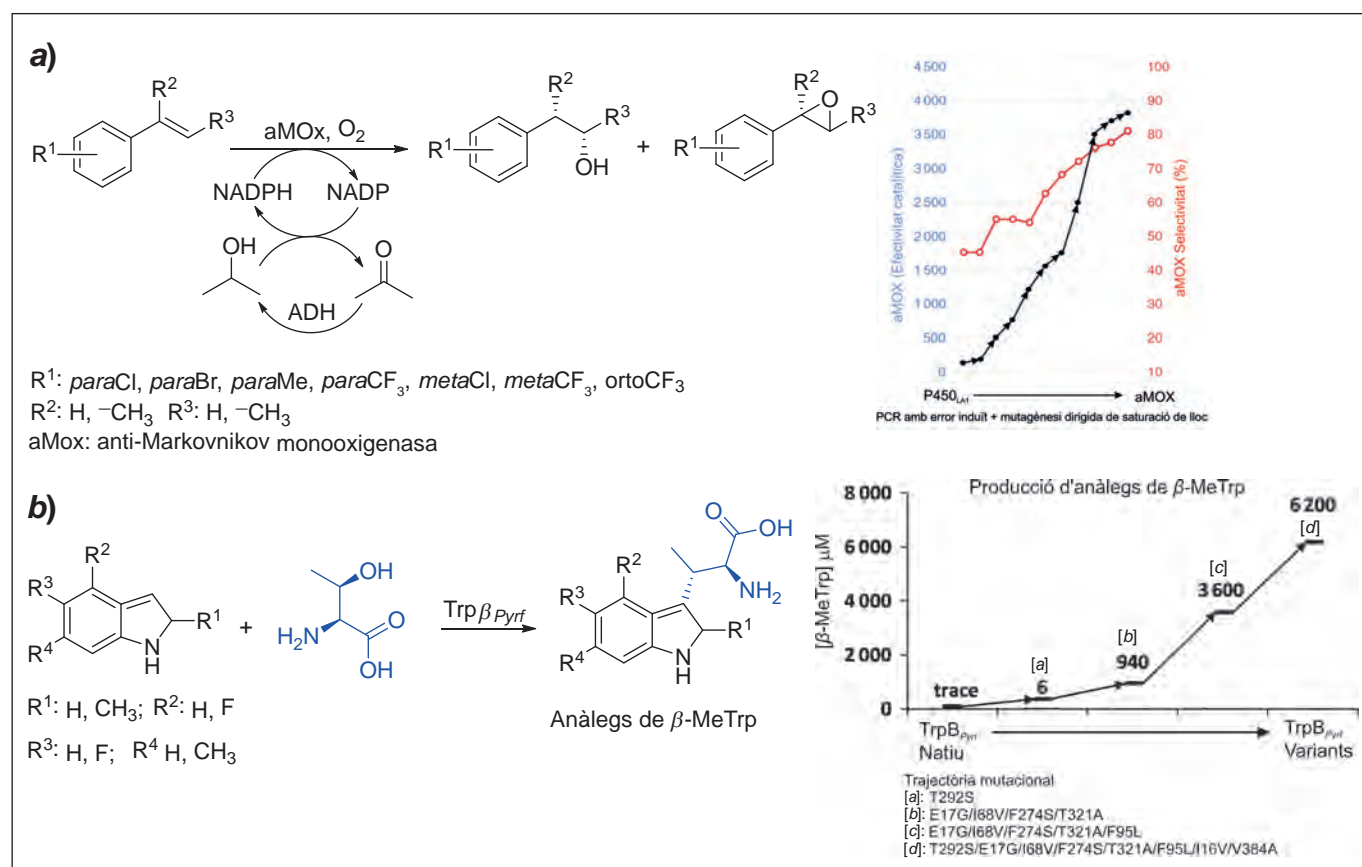 a)
R²
R³
R¹
aMOx, O₂
NADPH
NADP
OH
O
ADH
R²
R³
R¹
OH
+
R²
O
R³
R¹
R¹: paraCl, paraBr, paraMe, paraCF₃, metaCl, metaCF₃, ortoCF₃
R²: H, ⁻CH₃ R³: H, ⁻CH₃
aMox: anti-Markovnikov monooxigenasa
aMOX (Efectivitat catalítica)
4 500
4 000
3 500
3 000
2 500
2 000
1 500
1 000
500
0
aMOX Selectivitat (%)
100
90
80
70
60
50
40
30
20
10
P450LA1
aMOX
PCR amb error induït + mutagènesi dirigida de saturació de lloc
b)
R²
R³
R¹
R⁴
N
H
+
OH
H₂N
O
OH
Trp β Pyrf
O
OH
NH₂
R²
R³
R¹
R⁴
NH
R¹: H, CH₃; R²: H, F
R³: H, F; R⁴ H, CH₃
Anàlegs de β-MeTrp
Producció d'anàlegs de β-MeTrp
[β-MeTrp] μM
8 000
6 000
4 000
2 000
0
trace
[a]
6
[b]
940
[c]
3 600
6 200
[d]
TrpB Pyrf
Natiu
TrpB Pyrf
Variants
Trajectòria mutacional
[a]: T292S
[b]: E17G/I68V/F274S/T321A
[c]: E17G/I68V/F274S/T321A/F95L
[d]: T292S/E17G/I68V/F274S/T321A/F95L/I16V/V384A